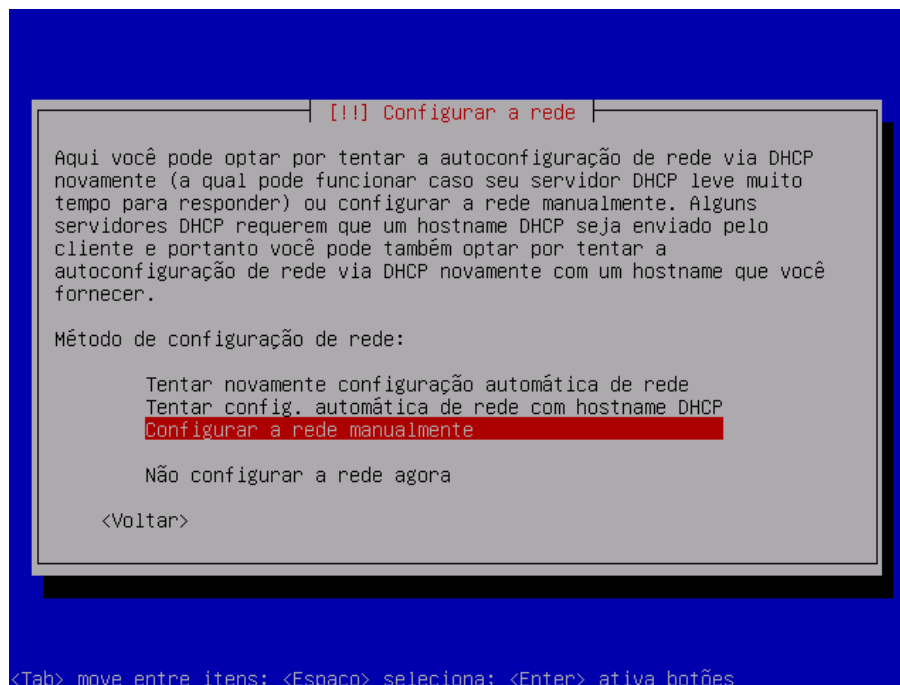 [!!] Configurar a rede
Aqui você pode optar por tentar a autoconfiguração de rede via DHCP
novamente (a qual pode funcionar caso seu servidor DHCP leve muito
tempo para responder) ou configurar a rede manualmente. Alguns
servidores DHCP requerem que um hostname DHCP seja enviado pelo
cliente e portanto você pode também optar por tentar a
autoconfiguração de rede via DHCP novamente com um hostname que você
fornecer.
Método de configuração de rede:
Tentar novamente configuração automática de rede
Tentar config. automática de rede com hostname DHCP
Configurar a rede manualmente
Não configurar a rede agora
<Voltar>
<Tab> move entre itens; <Espaço> seleciona; <Enter> ativa botões